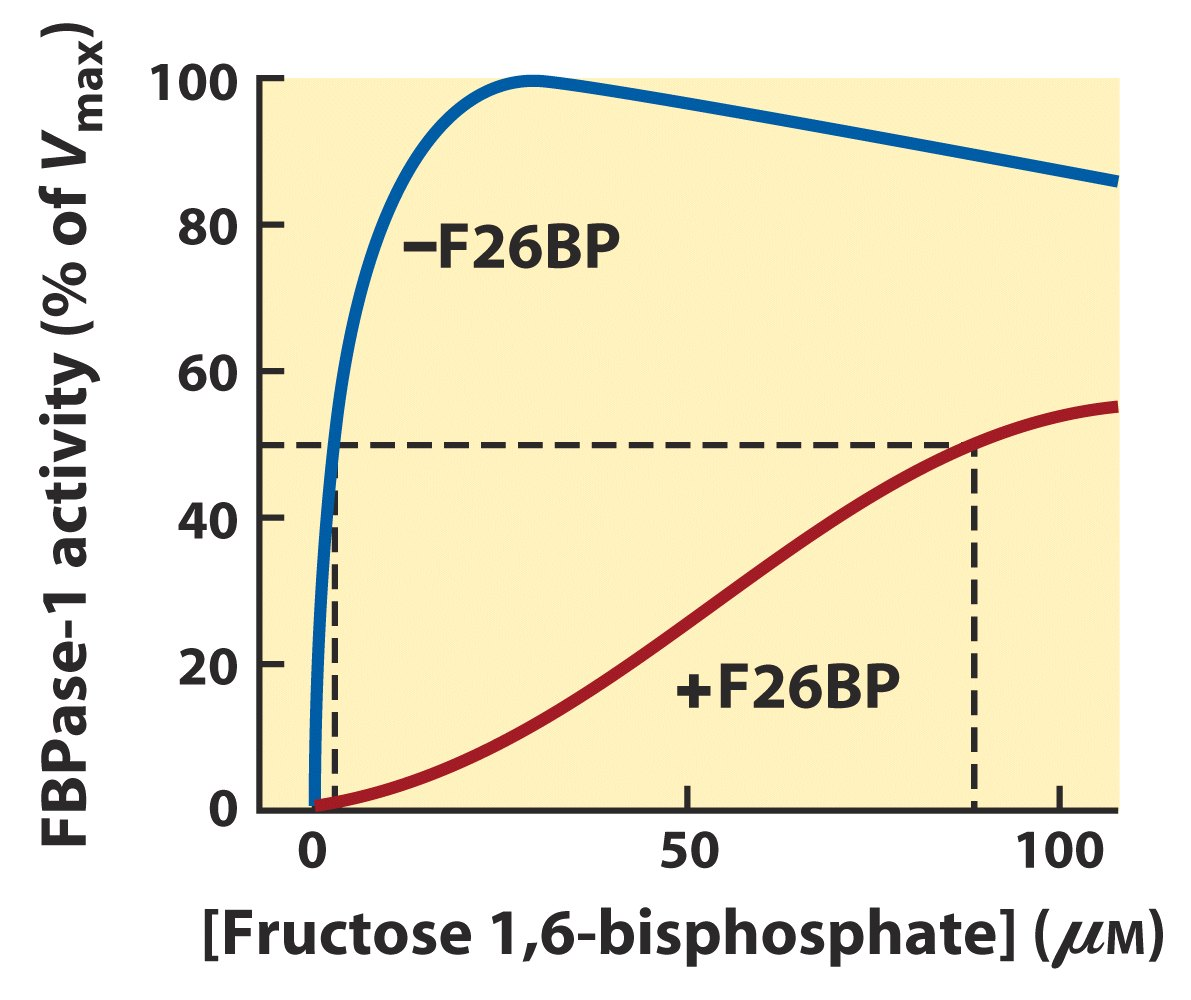 FBPase-1 activity (% of Vmax)
100
80
60
40
20
0
−F26BP
+F26BP
0 50 100
[Fructose 1,6-bisphosphate] (μM)